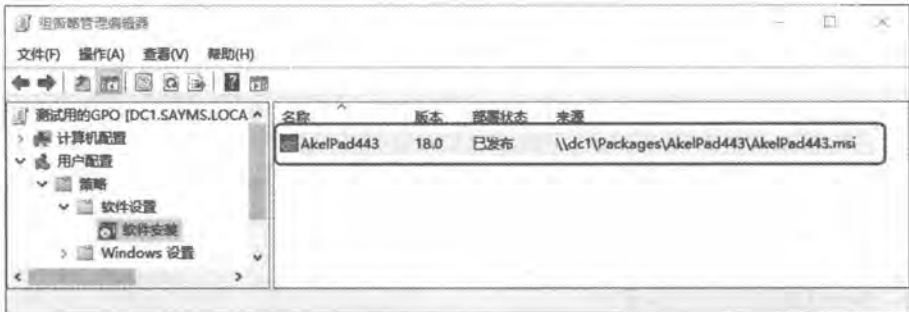 组策略管理编辑器
文件(F) 操作(A) 查看(V) 帮助(H)
测试用的GPO [DC1.SAYMS.LOCA
计算机配置
用户配置
策略
软件设置
软件安装
Windows 设置
名称 版本 部署状态 来源
AkelPad443 18.0 已发布 \\dc1\Packages\AkelPad443\AkelPad443.msi